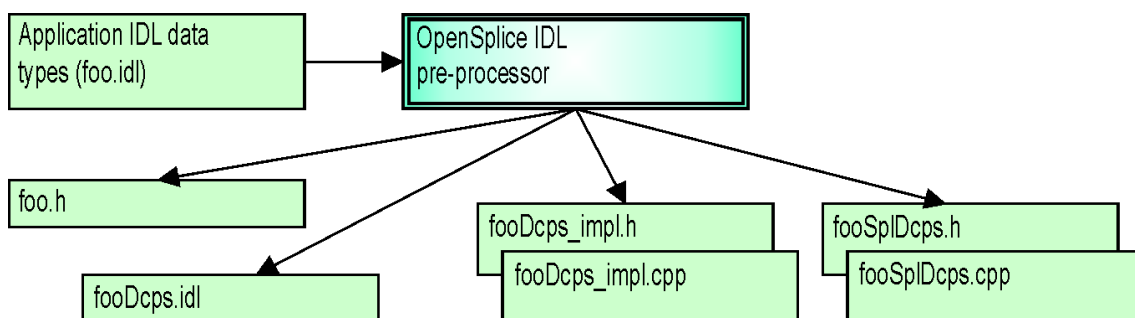 Application IDL data
types (foo.idl)
OpenSplice IDL
pre-processor
foo.h
fooDcps.idl
fooDcps_impl.h
fooDcps_impl.cpp
fooSplDcps.h
fooSplDcps.cpp